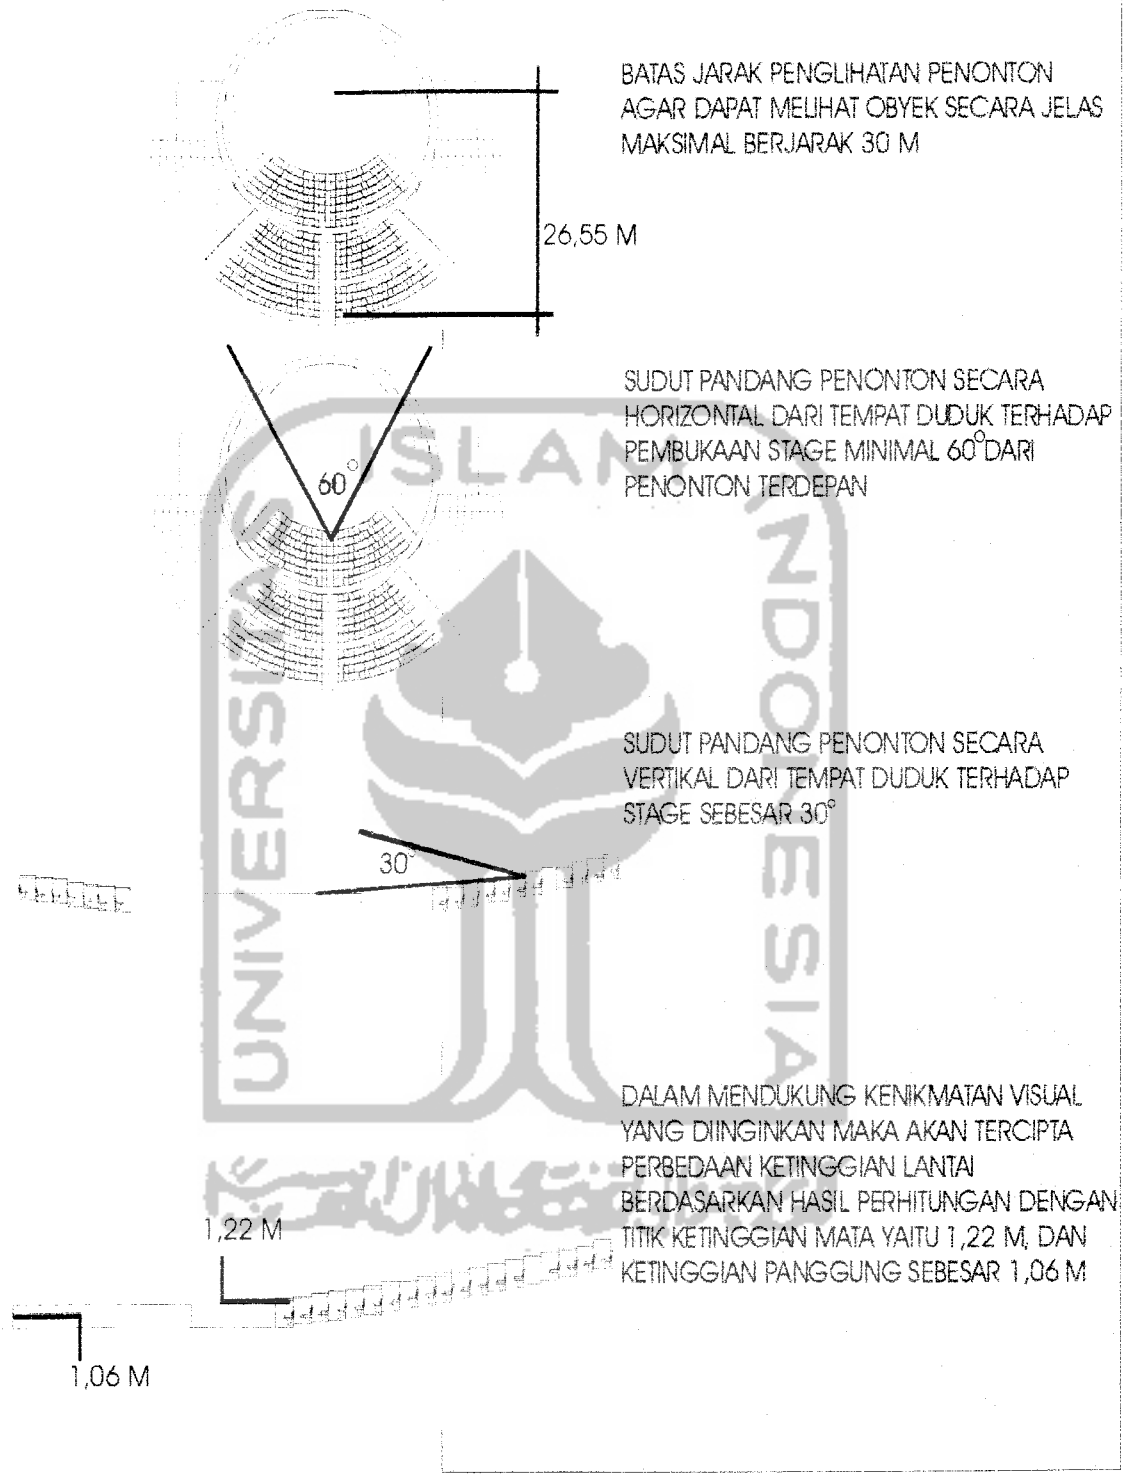 BATAS JARAK PENGLIHATAN PENONTON
AGAR DAPAT MELIHAT OBYEK SECARA JELAS
MAKSIMAL BERJARAK 30 M
26,55 M
SUDUT PANDANG PENONTON SECARA
HORIZONTAL DARI TEMPAT DUDUK TERHADAP
PEMBUKAAN STAGE MINIMAL 60° DARI
PENONTON TERDEPAN
60°
SUDUT PANDANG PENONTON SECARA
VERTIKAL DARI TEMPAT DUDUK TERHADAP
STAGE SEBESAR 30°
30°
DALAM MENDUKUNG KENIKMATAN VISUAL
YANG DIINGINKAN MAKA AKAN TERCIPTA
PERBEDAAN KETINGGIAN LANTAI
BERDASARKAN HASIL PERHITUNGAN DENGAN
TITIK KETINGGIAN MATA YAITU 1,22 M, DAN
KETINGGIAN PANGGUNG SEBESAR 1,06 M
1,22 M
1,06 M
UNIVERSITAS
ISLAM
INDONESIA